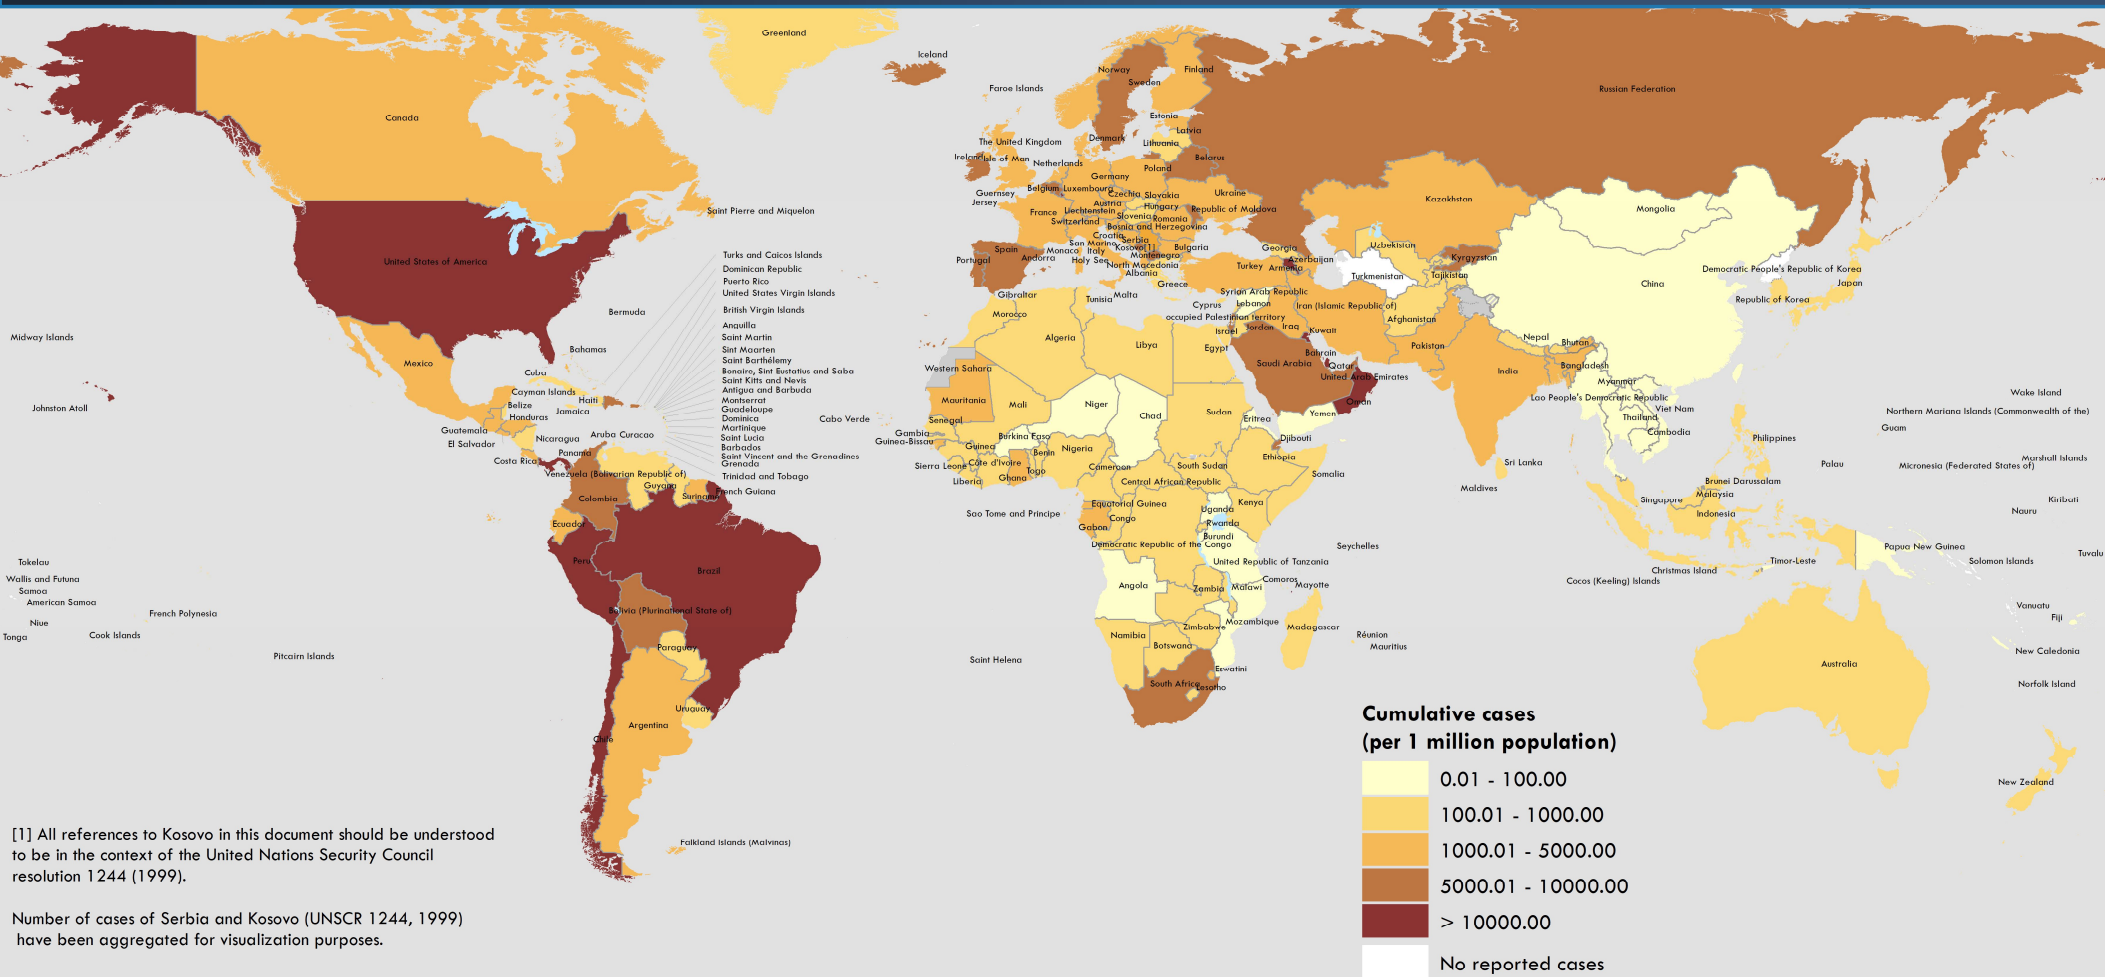 Greenland
Iceland
Norway
Finland
Sweden
Russian Federation
Faroe Islands
Canada
Estonia
Latvia
Denmark
The United Kingdom
Lithuania
Ireland
Isle of Man
Netherlands
Belarus
Poland
Germany
Belgium
Luxembourg
Guernsey
Czechia
Slovakia
Ukraine
Jersey
Austria
Hungary
Kazakhstan
Saint Pierre and Miquelon
France
Liechtenstein
Slovenia
Romania
Republic of Moldova
Mongolia
Switzerland
Bosnia and Herzegovina
Croatia
San Marino
Serbia
Spain
Monaco
Italy
Kosovo[1]
Bulgaria
Georgia
Uzbekistan
Turks and Caicos Islands
Portugal
Andorra
Holy See
Montenegro
Azerbaijan
Kyrgyzstan
United States of America
North Macedonia
Turkey
Armenia
Dominican Republic
Albania
Turkmenistan
Tajikistan
Democratic People's Republic of Korea
Puerto Rico
Greece
China
Japan
United States Virgin Islands
Gibraltar
Tunisia
Malta
Syrian Arab Republic
Republic of Korea
Bermuda
British Virgin Islands
Morocco
Cyprus
Lebanon
Iran (Islamic Republic of)
occupied Palestinian territory
Afghanistan
Anguilla
Israel
Jordan
Iraq
Kuwait
Midway Islands
Saint Martin
Algeria
Libya
Egypt
Pakistan
Nepal
Bhutan
Bahamas
Sint Maarten
Bahrain
Mexico
Saint Barthélemy
Western Sahara
Saudi Arabia
Qatar
India
Bangladesh
Cuba
Bonaire, Sint Eustatius and Saba
United Arab Emirates
Myanmar
Saint Kitts and Nevis
Cayman Islands
Antigua and Barbuda
Wake Island
Haiti
Montserrat
Mauritania
Mali
Niger
Oman
Lao People's Democratic Republic
Belize
Jamaica
Guadeloupe
Chad
Sudan
Yemen
Viet Nam
Johnston Atoll
Honduras
Dominica
Cabo Verde
Senegal
Eritrea
Thailand
Northern Mariana Islands (Commonwealth of the)
Guatemala
Martinique
Gambia
Burkina Faso
Djibouti
Cambodia
Guam
El Salvador
Nicaragua
Aruba
Curacao
Saint Lucia
Guinea-Bissau
Guinea
Benin
Nigeria
Ethiopia
Philippines
Barbados
Costa Rica
Panama
Saint Vincent and the Grenadines
Sierra Leone
Côte d'Ivoire
Togo
Cameroon
South Sudan
Somalia
Sri Lanka
Palau
Micronesia (Federated States of)
Marshall Islands
Grenada
Venezuela (Bolivarian Republic of)
Trinidad and Tobago
Liberia
Ghana
Central African Republic
Maldives
Brunei Darussalam
Guyana
Suriname
French Guiana
Singapore
Malaysia
Kiribati
Colombia
Equatorial Guinea
Uganda
Kenya
Indonesia
Nauru
Ecuador
Sao Tome and Principe
Congo
Gabon
Rwanda
Burundi
Democratic Republic of the Congo
Seychelles
Papua New Guinea
Tuvalu
Tokelau
Peru
United Republic of Tanzania
Timor-Leste
Solomon Islands
Brazil
Christmas Island
Wallis and Futuna
Angola
Comoros
Cocos (Keeling) Islands
Samoa
Zambia
Malawi
Mayotte
American Samoa
French Polynesia
Bolivia (Plurinational State of)
Vanuatu
Niue
Mozambique
Fiji
Tonga
Cook Islands
Namibia
Zimbabwe
Madagascar
Réunion
Paraguay
Botswana
Mauritius
New Caledonia
Pitcairn Islands
Saint Helena
Eswatini
Australia
South Africa
Lesotho
Norfolk Island
Uruguay
Argentina
Chile
New Zealand
Falkland Islands (Malvinas)
Cumulative cases
(per 1 million population)
0.01 - 100.00
100.01 - 1000.00
1000.01 - 5000.00
5000.01 - 10000.00
> 10000.00
No reported cases
[1] All references to Kosovo in this document should be understood
to be in the context of the United Nations Security Council
resolution 1244 (1999).
Number of cases of Serbia and Kosovo (UNSCR 1244, 1999)
have been aggregated for visualization purposes.